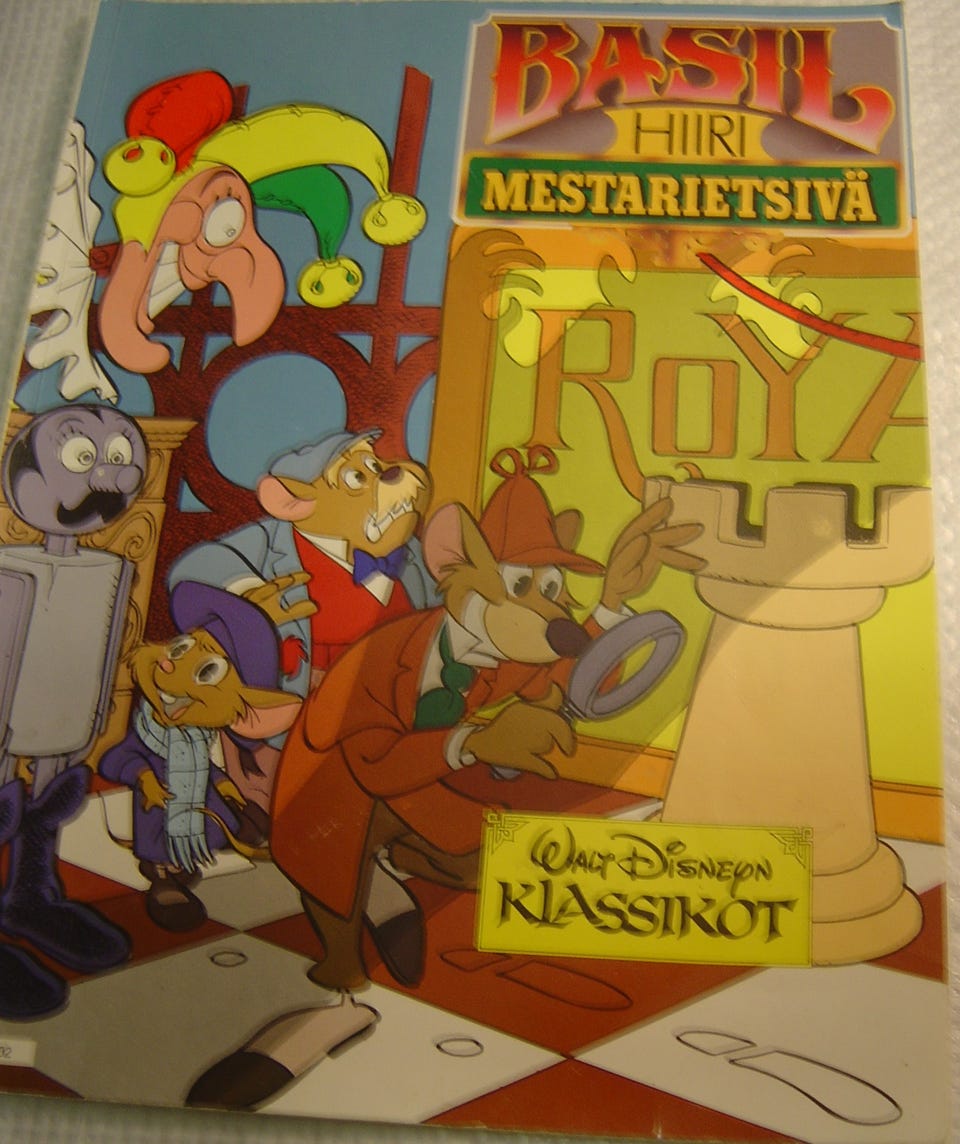 BASIL
HIIRI
MESTARIETSIVÄ
ROYA
WALT DISNEYN
KLASSIKOT